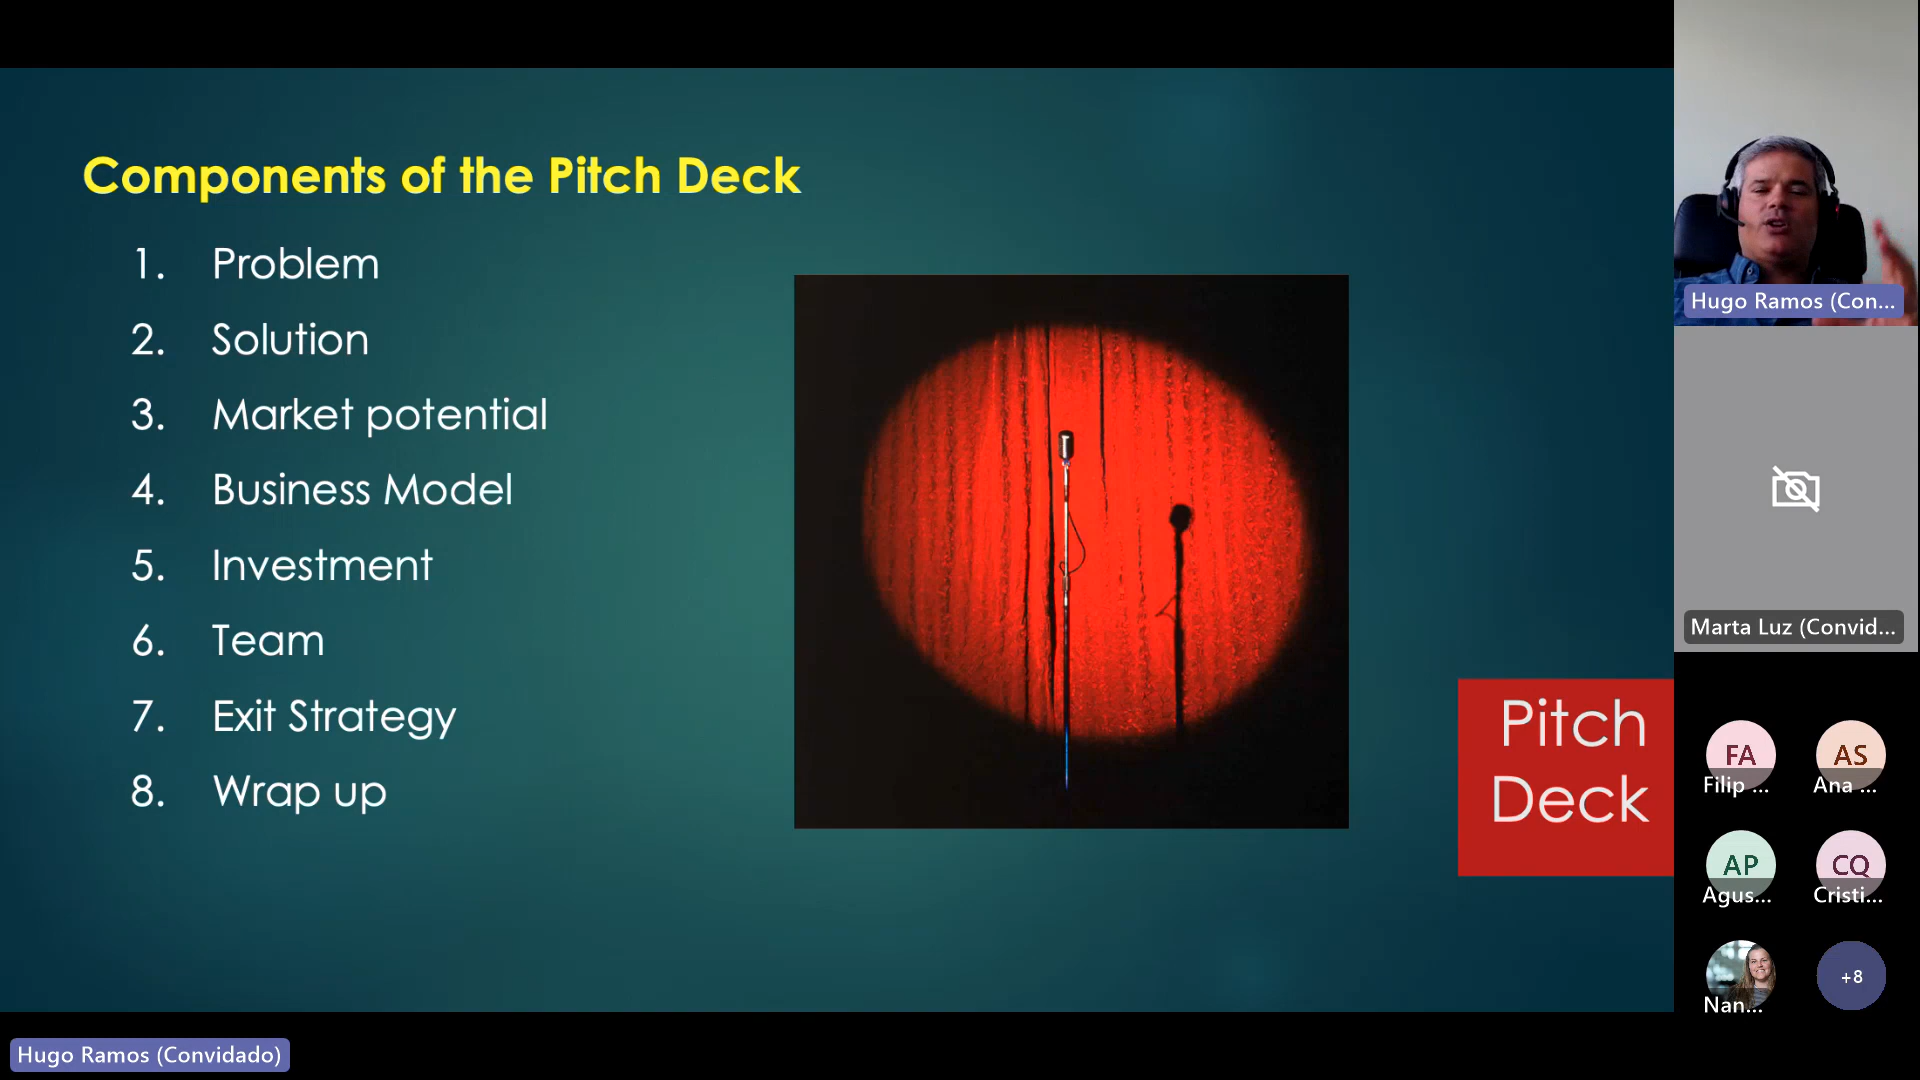 Components of the Pitch Deck
1. Problem
2. Solution
3. Market potential
4. Business Model
5. Investment
6. Team
7. Exit Strategy
8. Wrap up
Pitch
Deck
Hugo Ramos (Con...
Marta Luz (Convid...
FA
Filip ...
AS
Ana ...
AP
Agus...
CQ
Cristi...
Nan...
+8
Hugo Ramos (Convidado)